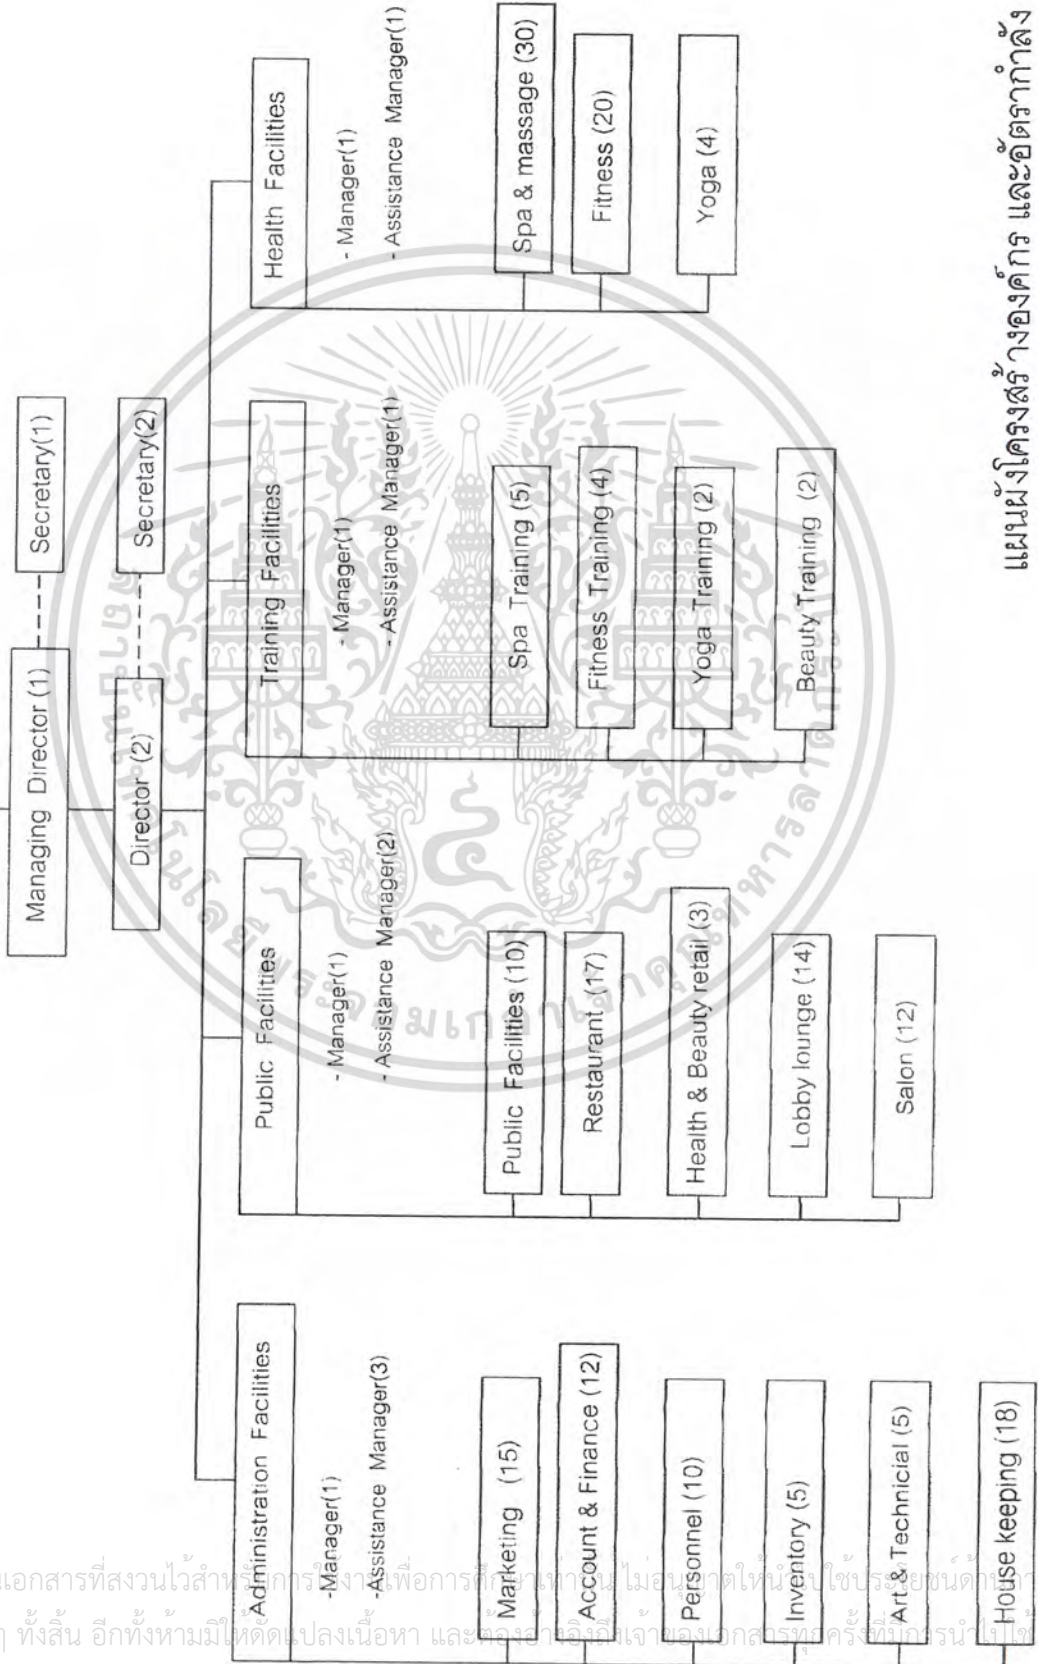 Managing Director (1)
Secretary(1)
Director (2)
Secretary(2)
Administration Facilities
-Manager(1)
-Assistance Manager(3)
Marketing (15)
Account & Finance (12)
Personnel (10)
Inventory (5)
Art & Technicial (5)
House keeping (18)
Public Facilities
- Manager(1)
- Assistance Manager(2)
Public Facilities (10)
Restaurant (17)
Health & Beauty retail (3)
Lobby lounge (14)
Salon (12)
Training Facilities
- Manager(1)
- Assistance Manager(1)
Spa Training (5)
Fitness Training (4)
Yoga Training (2)
Beauty Training (2)
Health Facilities
- Manager(1)
- Assistance Manager(1)
Spa & massage (30)
Fitness (20)
Yoga (4)
แผนผังโครงสร้างองค์กร และอัตรากำลัง